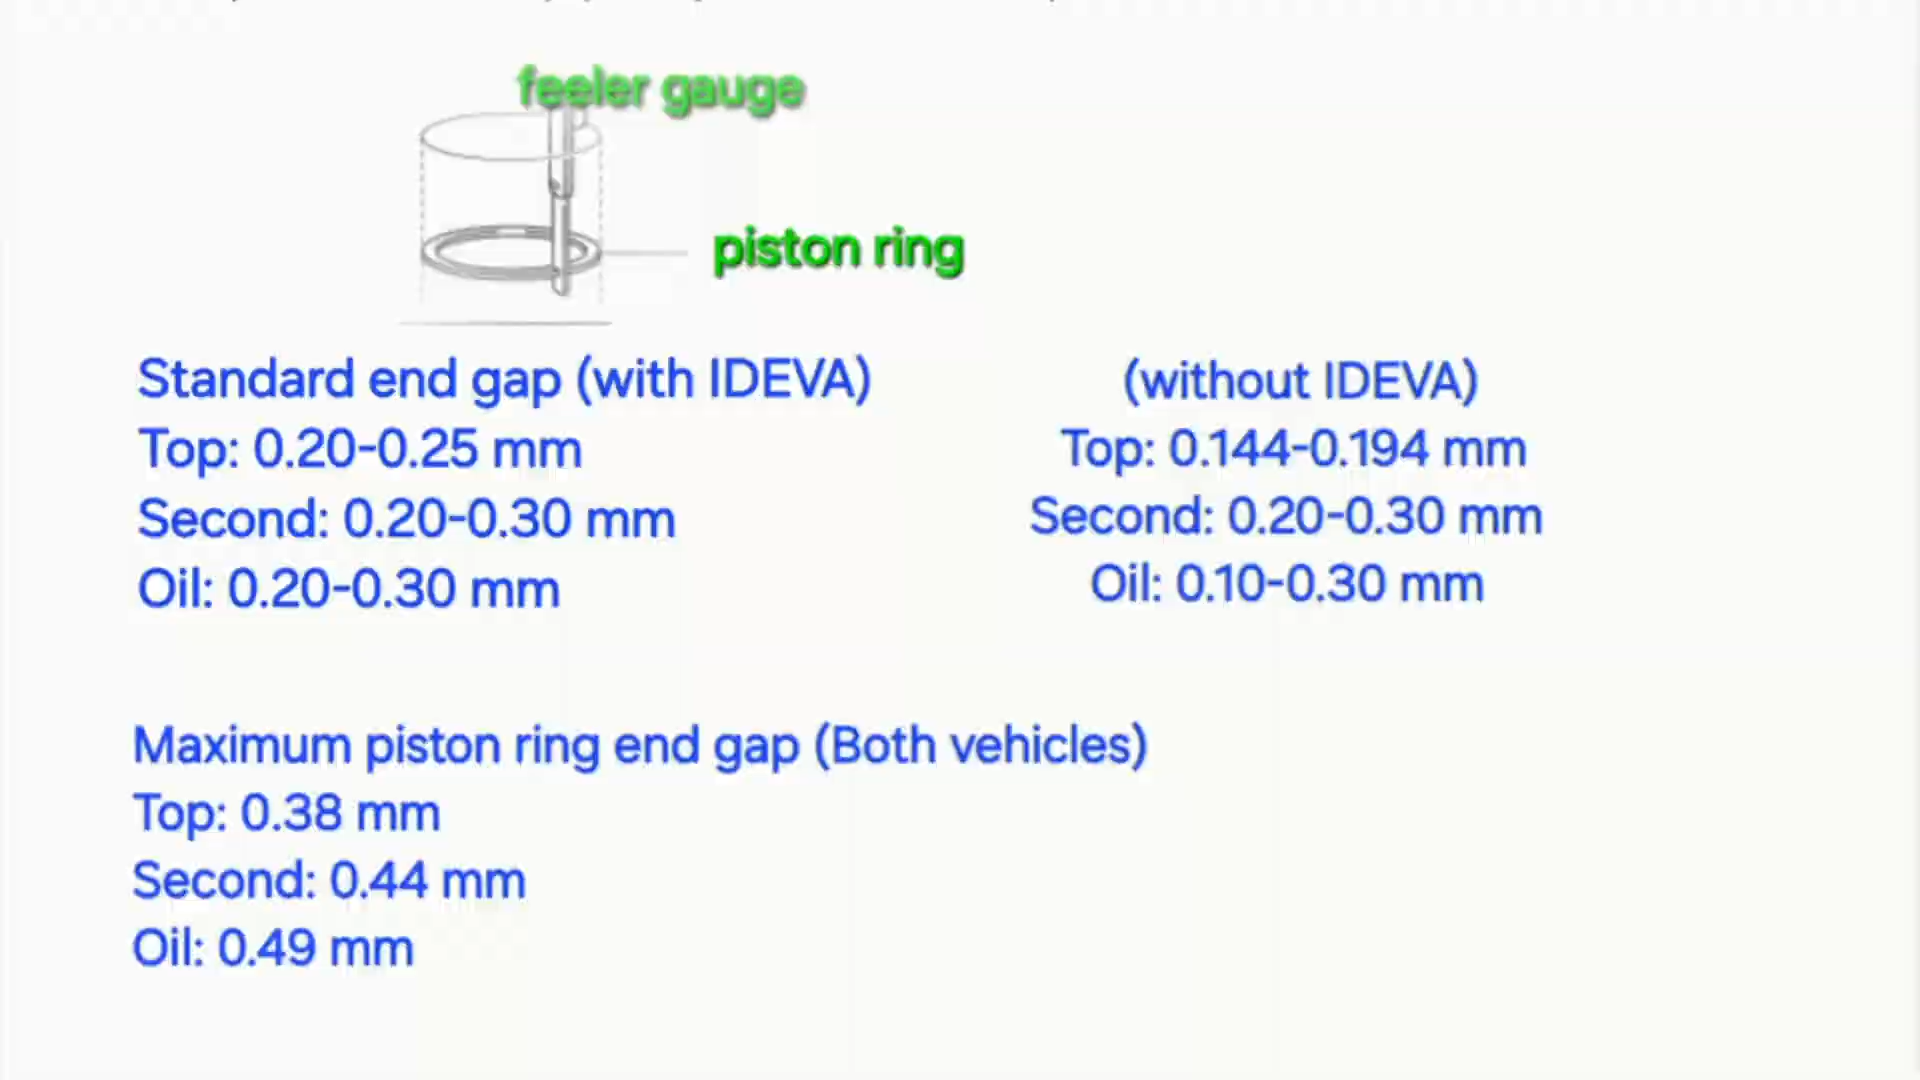 feeler gauge
piston ring
Standard end gap (with IDEVA)
Top: 0.20-0.25 mm
Second: 0.20-0.30 mm
Oil: 0.20-0.30 mm
(without IDEVA)
Top: 0.144-0.194 mm
Second: 0.20-0.30 mm
Oil: 0.10-0.30 mm
Maximum piston ring end gap (Both vehicles)
Top: 0.38 mm
Second: 0.44 mm
Oil: 0.49 mm